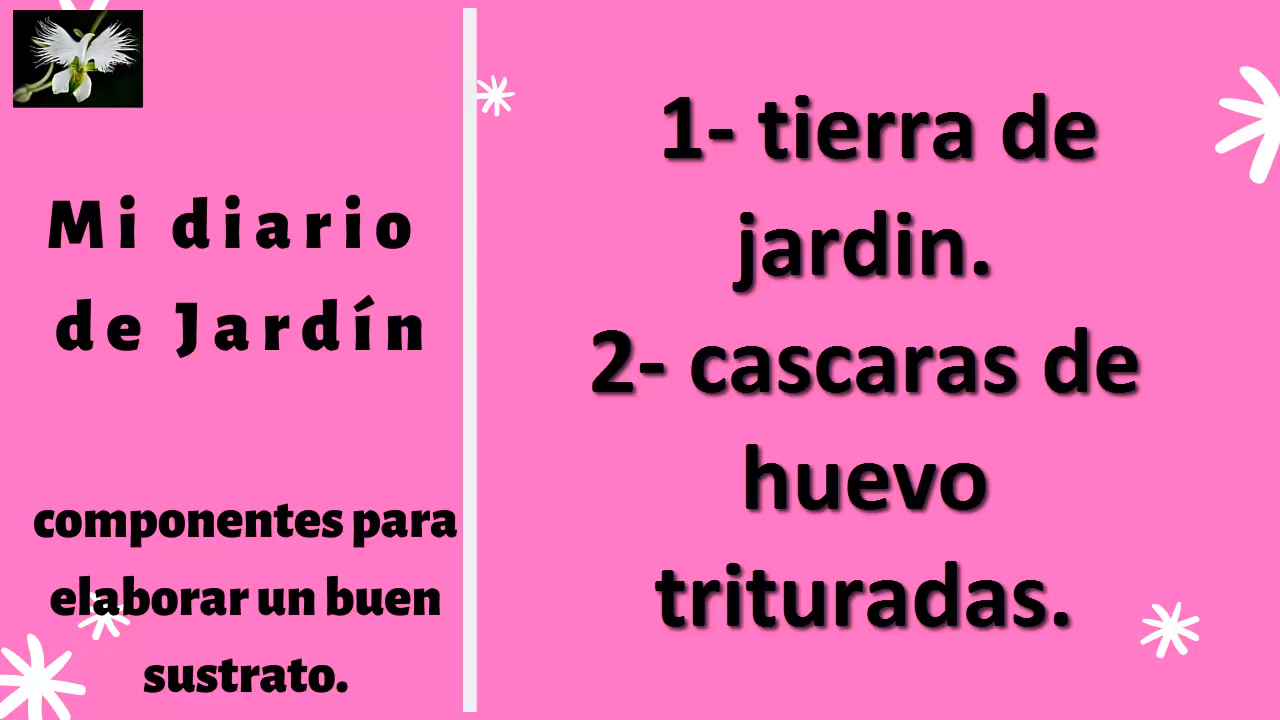 Mi diario
de Jardín
componentes para
elaborar un buen
sustrato.
1- tierra de
jardin.
2- cascaras de
huevo
trituradas.